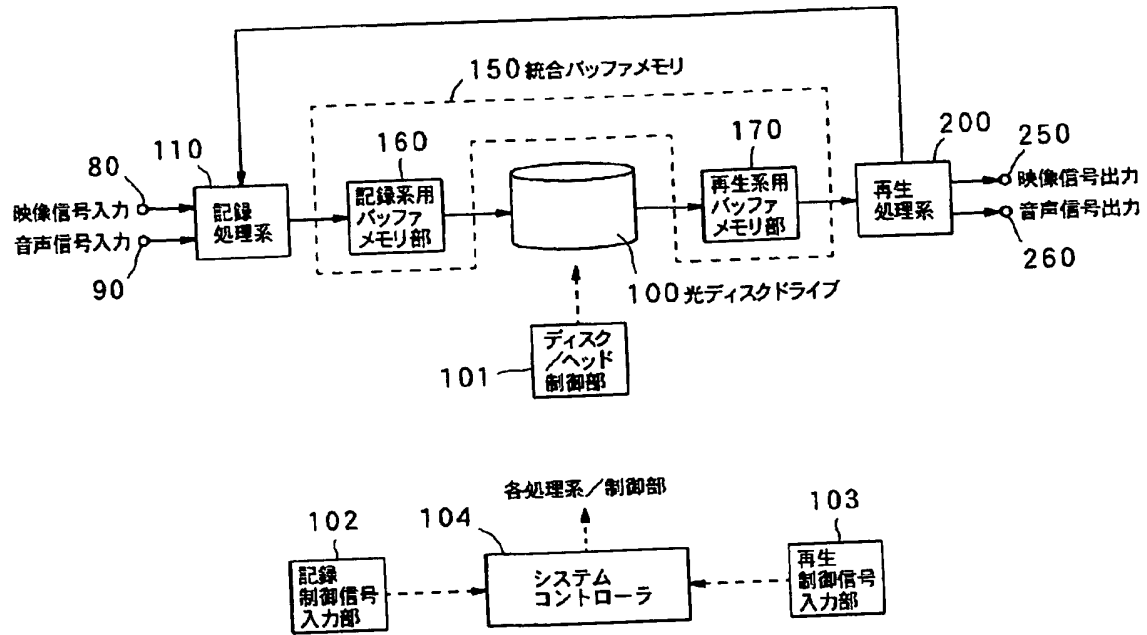 150統合バッファメモリ
110
160
170
200
250
80
映像信号入力
音声信号入力
90
記録
処理系
記録系用
バッファ
メモリ部
再生系用
バッファ
メモリ部
再生
処理系
映像信号出力
音声信号出力
260
100光ディスクドライブ
ディスク
/ヘッド
制御部
101
各処理系/制御部
102
104
103
記録
制御信号
入力部
システム
コントローラ
再生
制御信号
入力部